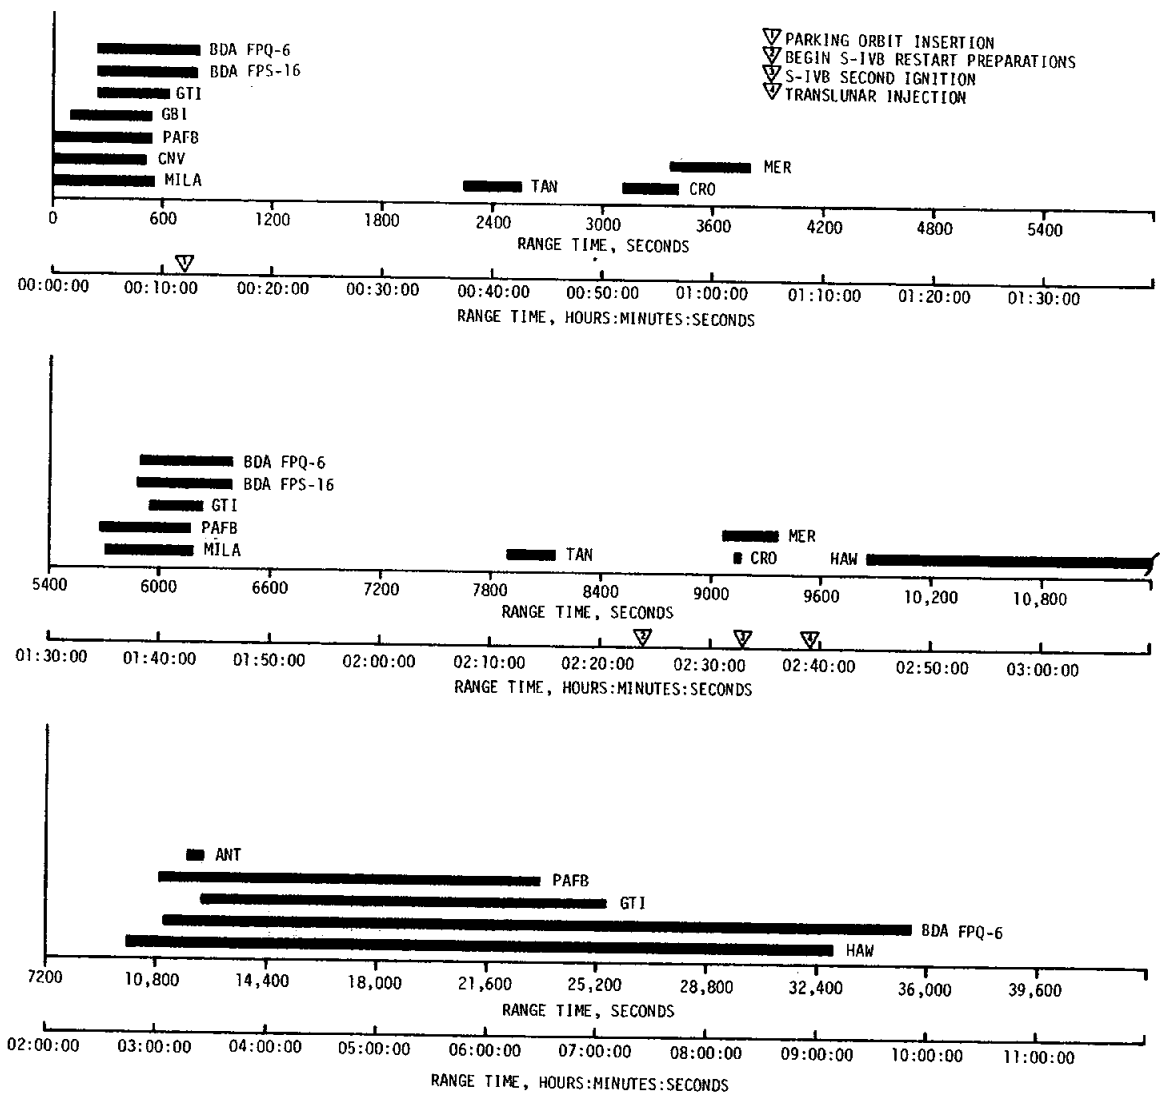 1 PARKING ORBIT INSERTION
2 BEGIN S-IVB RESTART PREPARATIONS
3 S-IVB SECOND IGNITION
4 TRANSLUNAR INJECTION
BDA FPQ-6
BDA FPS-16
GTI
GBI
PAFB
CNV
MILA
TAN
CRO
MER
0 600 1200 1800 2400 3000 3600 4200 4800 5400
RANGE TIME, SECONDS
1
00:00:00 00:10:00 00:20:00 00:30:00 00:40:00 00:50:00 01:00:00 01:10:00 01:20:00 01:30:00
RANGE TIME, HOURS:MINUTES:SECONDS
BDA FPQ-6
BDA FPS-16
GTI
PAFB
MILA
TAN
MER
CRO
HAW
5400 6000 6600 7200 7800 8400 9000 9600 10,200 10,800
RANGE TIME, SECONDS
2 3 4
01:30:00 01:40:00 01:50:00 02:00:00 02:10:00 02:20:00 02:30:00 02:40:00 02:50:00 03:00:00
RANGE TIME, HOURS:MINUTES:SECONDS
ANT
PAFB
GTI
BDA FPQ-6
HAW
7200 10,800 14,400 18,000 21,600 25,200 28,800 32,400 36,000 39,600
RANGE TIME, SECONDS
02:00:00 03:00:00 04:00:00 05:00:00 06:00:00 07:00:00 08:00:00 09:00:00 10:00:00 11:00:00
RANGE TIME, HOURS:MINUTES:SECONDS